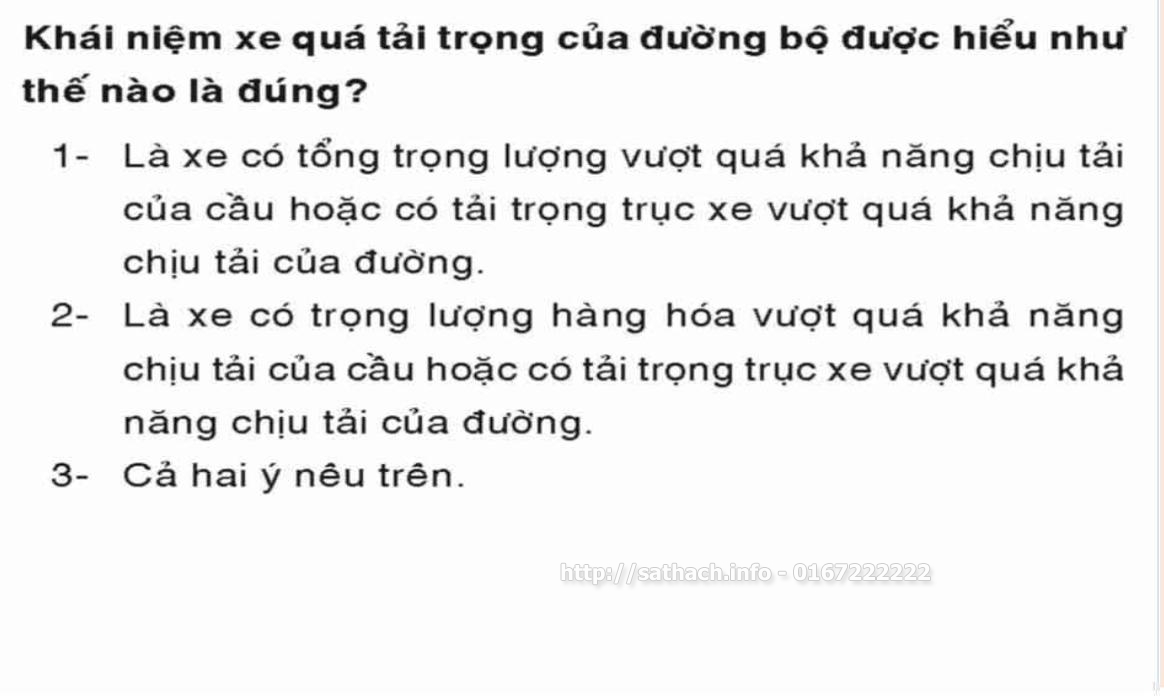 Khái niệm xe quá tải trọng của đường bộ được hiểu như
thế nào là đúng?
1- Là xe có tổng trọng lượng vượt quá khả năng chịu tải
của cầu hoặc có tải trọng trục xe vượt quá khả năng
chịu tải của đường.
2- Là xe có trọng lượng hàng hóa vượt quá khả năng
chịu tải của cầu hoặc có tải trọng trục xe vượt quá khả
năng chịu tải của đường.
3- Cả hai ý nêu trên.
http://sathach.info - 0167222222